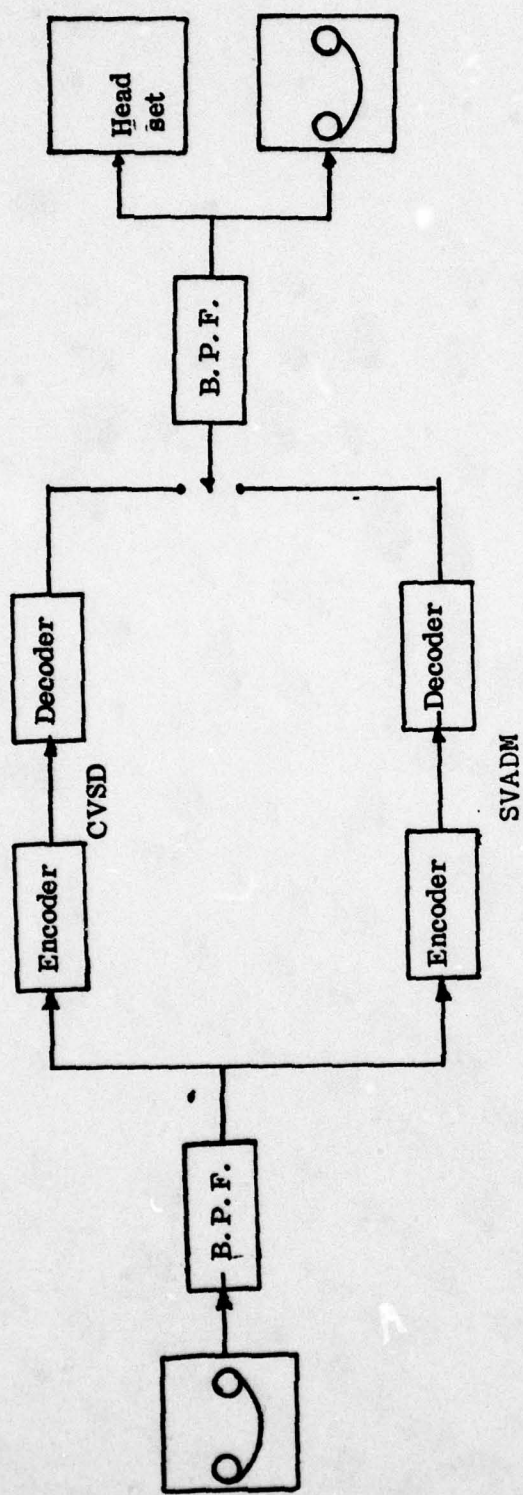 B.P.F.
Encoder
Decoder
CVSD
Encoder
Decoder
SVADM
B.P.F.
Head
set